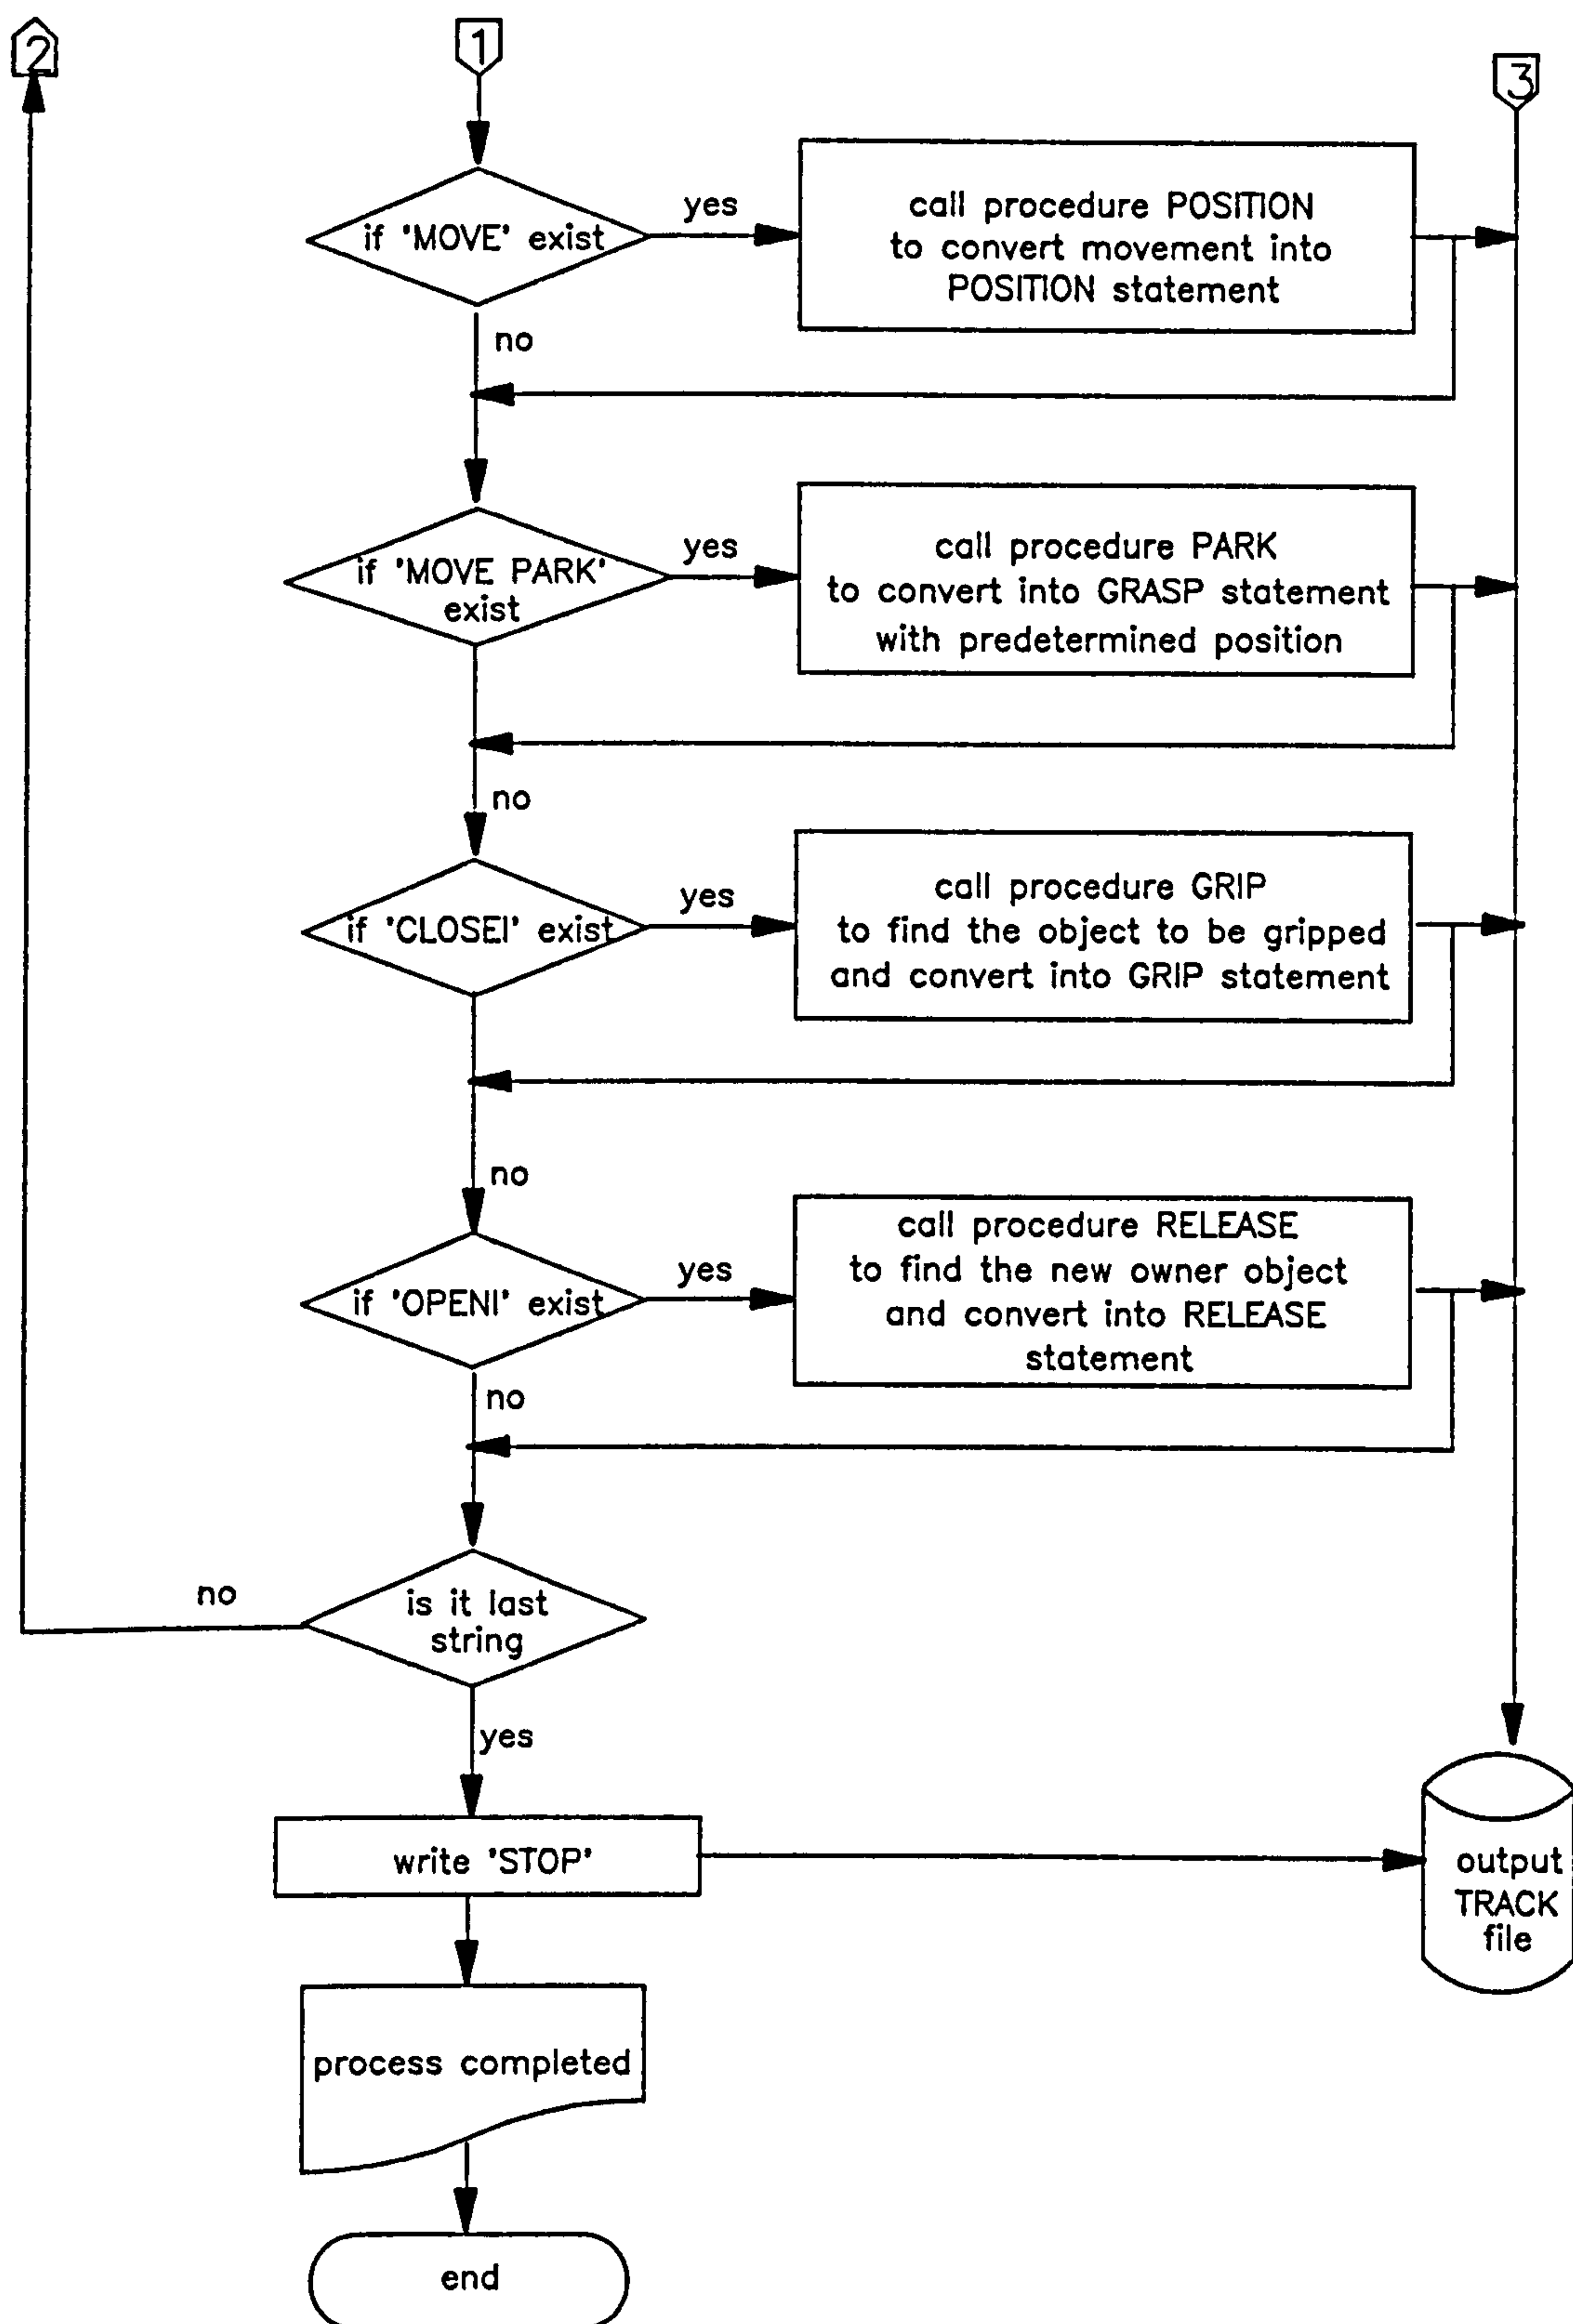 2
1
3
if 'MOVE' exist
yes
call procedure POSITION
to convert movement into
POSITION statement
no
if 'MOVE PARK'
exist
yes
call procedure PARK
to convert into GRASP statement
with predetermined position
no
if 'CLOSEI' exist
yes
call procedure GRIP
to find the object to be gripped
and convert into GRIP statement
no
if 'OPENI' exist
yes
call procedure RELEASE
to find the new owner object
and convert into RELEASE
statement
no
is it last
string
no
yes
write 'STOP'
output
TRACK
file
process completed
end